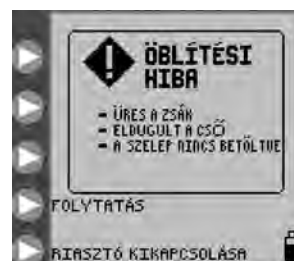 ÖBLÍTÉSI
HIBA
- ÜRES A ZSÁK
- ELDUGULT A CSŐ
- A SZELEP NINCS BETÖLTVE
FOLYTATÁS
RIASZTÓ KIKAPCSOLÁSA